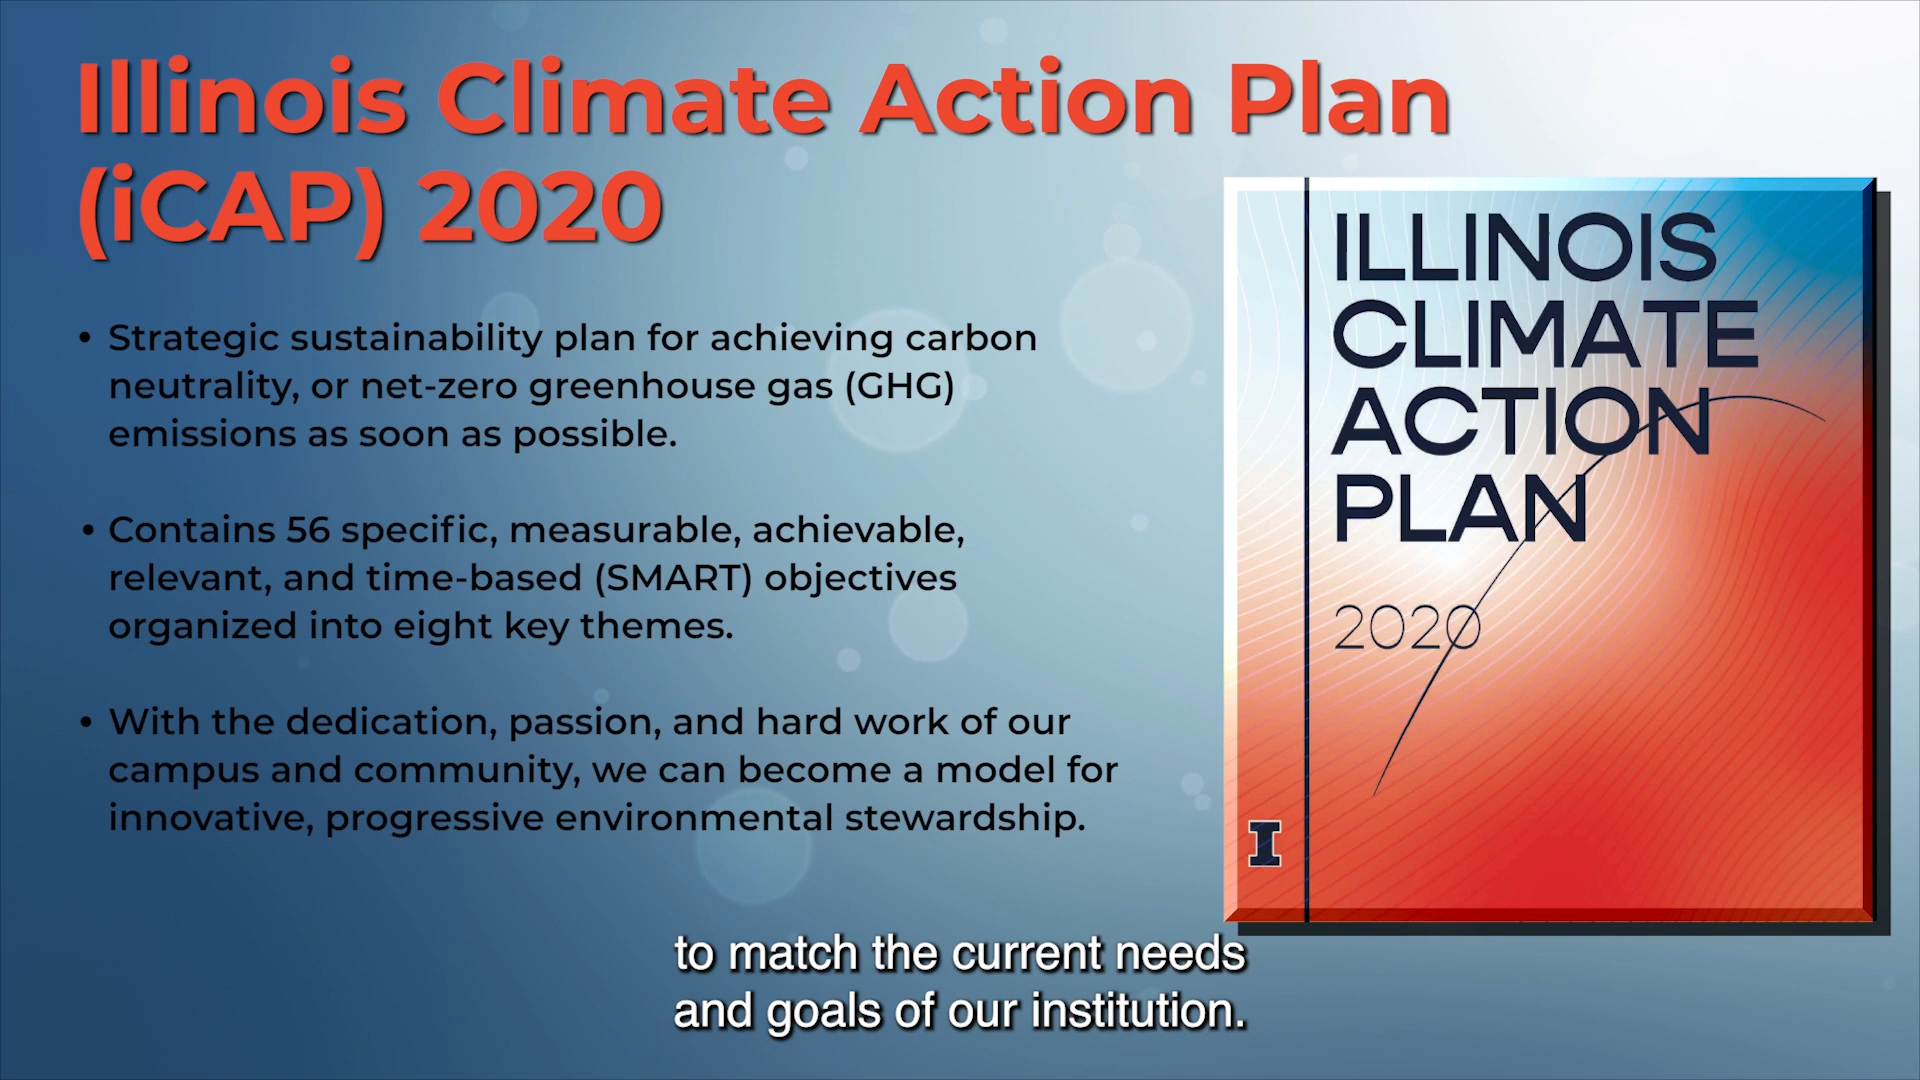 Illinois Climate Action Plan
(iCAP) 2020
• Strategic sustainability plan for achieving carbon
neutrality, or net-zero greenhouse gas (GHG)
emissions as soon as possible.
• Contains 56 specific, measurable, achievable,
relevant, and time-based (SMART) objectives
organized into eight key themes.
• With the dedication, passion, and hard work of our
campus and community, we can become a model for
innovative, progressive environmental stewardship.
ILLINOIS
CLIMATE
ACTION
PLAN
2020
I
to match the current needs
and goals of our institution.